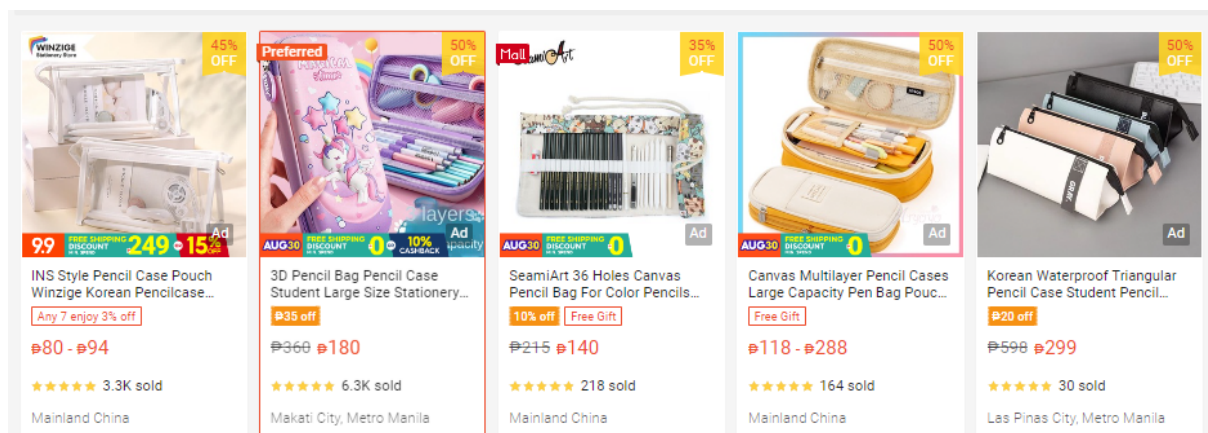 WINZIGE
Stationery Store
45%
OFF
9.9
FREE SHIPPING
DISCOUNT
249
15%
OFF
Ad
INS Style Pencil Case Pouch
Winzige Korean Pencilcase...
Any 7 enjoy 3% off
₱80 - ₱94
3.3K sold
Mainland China
Preferred
50%
OFF
layers
capacity
AUG30
FREE SHIPPING
DISCOUNT
0
10%
CASHBACK
Ad
3D Pencil Bag Pencil Case
Student Large Size Stationery...
₱35 off
₱360 ₱180
6.3K sold
Makati City, Metro Manila
Mall
amiArt
35%
OFF
AUG30
FREE SHIPPING
DISCOUNT
0
Ad
SeamiArt 36 Holes Canvas
Pencil Bag For Color Pencils...
10% off Free Gift
₱215 ₱140
218 sold
Mainland China
50%
OFF
AUG30
FREE SHIPPING
DISCOUNT
0
Ad
Canvas Multilayer Pencil Cases
Large Capacity Pen Bag Pouc...
Free Gift
₱118 - ₱288
164 sold
Mainland China
50%
OFF
Ad
Korean Waterproof Triangular
Pencil Case Student Pencil...
₱20 off
₱598 ₱299
30 sold
Las Pinas City, Metro Manila